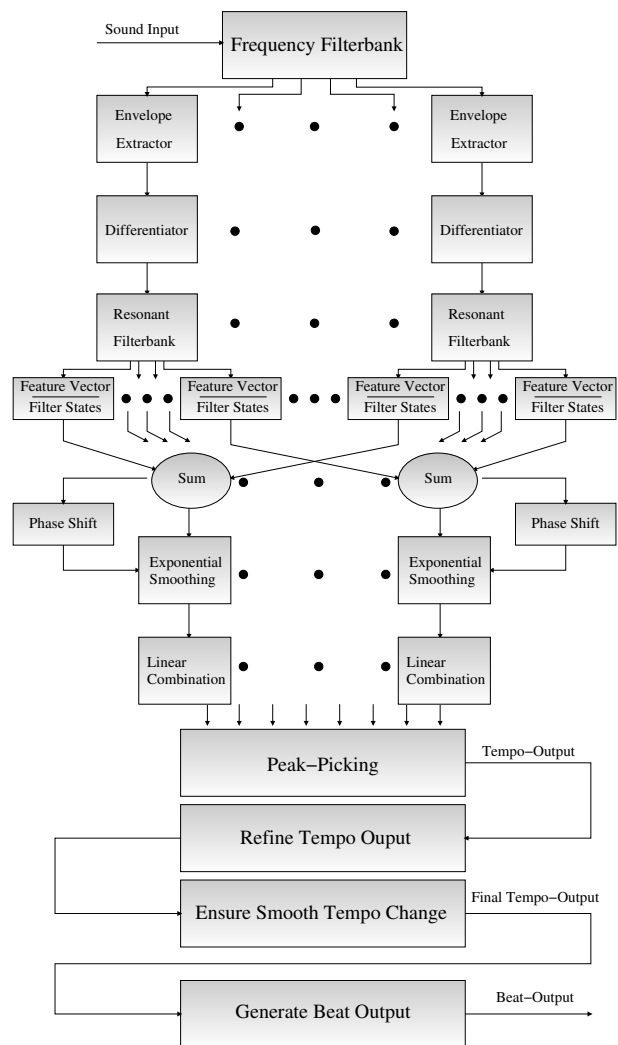 Sound Input
Frequency Filterbank
Envelope
Extractor
Envelope
Extractor
Differentiator
Differentiator
Resonant
Filterbank
Resonant
Filterbank
Feature Vector
Filter States
Feature Vector
Filter States
Feature Vector
Filter States
Feature Vector
Filter States
Sum
Sum
Phase Shift
Phase Shift
Exponential
Smoothing
Exponential
Smoothing
Linear
Combination
Linear
Combination
Peak−Picking
Tempo−Output
Refine Tempo Ouput
Ensure Smooth Tempo Change
Final Tempo−Output
Generate Beat Output
Beat−Output